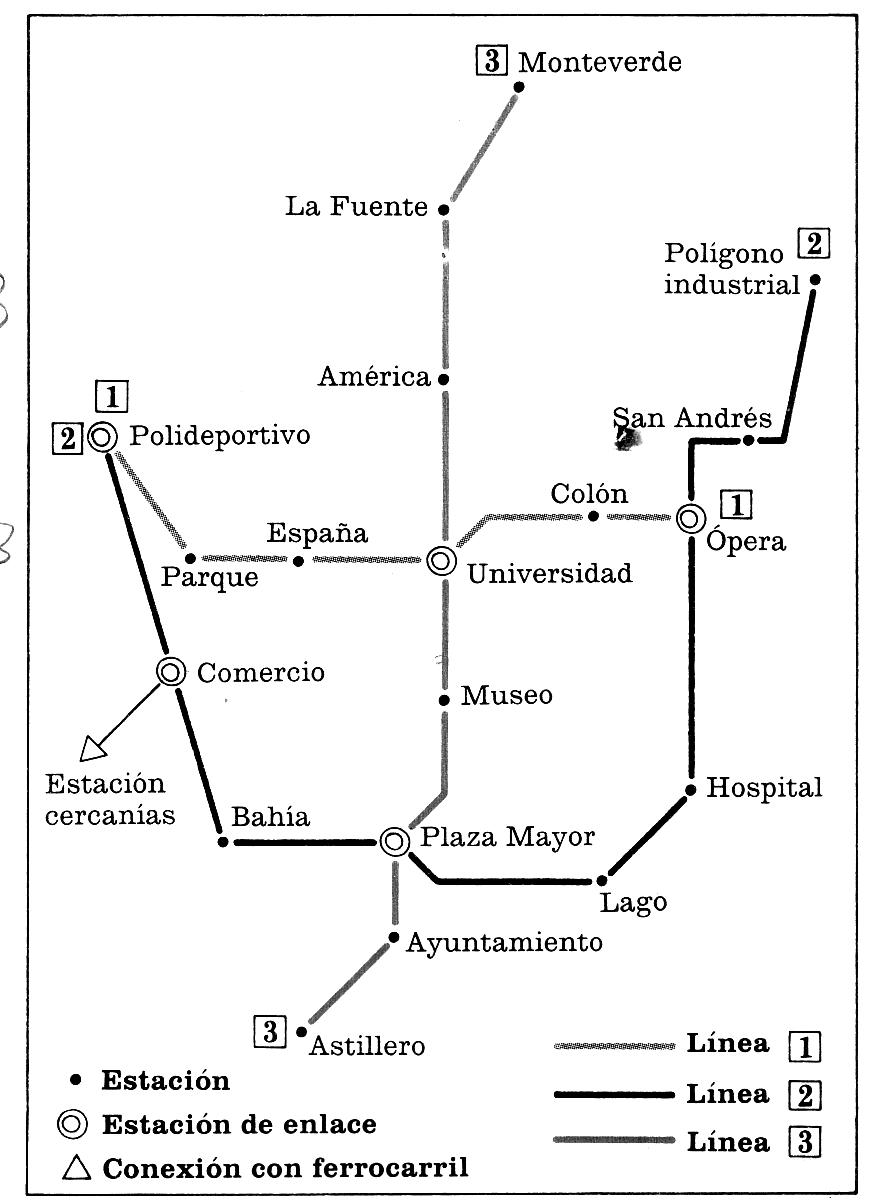 3 Monteverde
La Fuente
Polígono 2
industrial
América
1
2 Polideportivo
San Andrés
Colón
1
España
Ópera
Parque
Universidad
Comercio
Museo
Estación
cercanías
Hospital
Bahía
Plaza Mayor
Lago
Ayuntamiento
3
Astillero
Línea 1
Estación
Línea 2
Estación de enlace
Línea 3
Conexión con ferrocarril